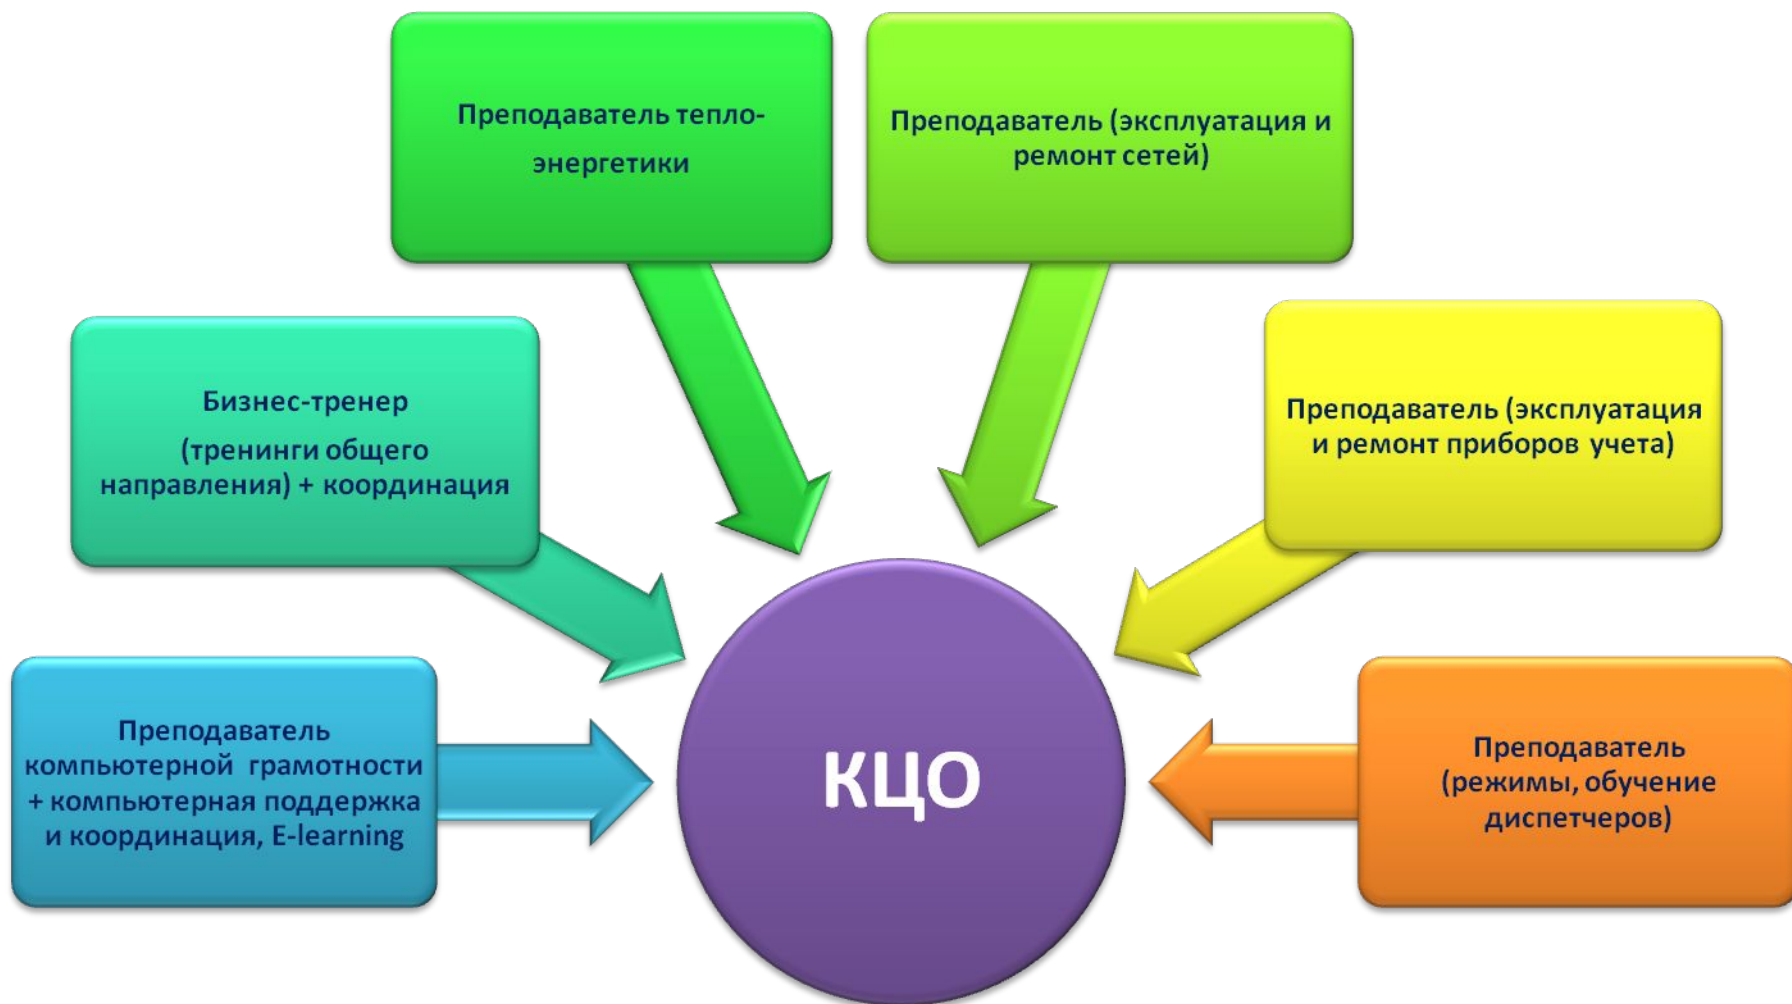 Преподаватель тепло-
энергетики
Преподаватель (эксплуатация и
ремонт сетей)
Бизнес-тренер
(тренинги общего
направления) + координация
Преподаватель (эксплуатация
и ремонт приборов учета)
Преподаватель
компьютерной грамотности
+ компьютерная поддержка
и координация, E-learning
КЦО
Преподаватель
(режимы, обучение
диспетчеров)